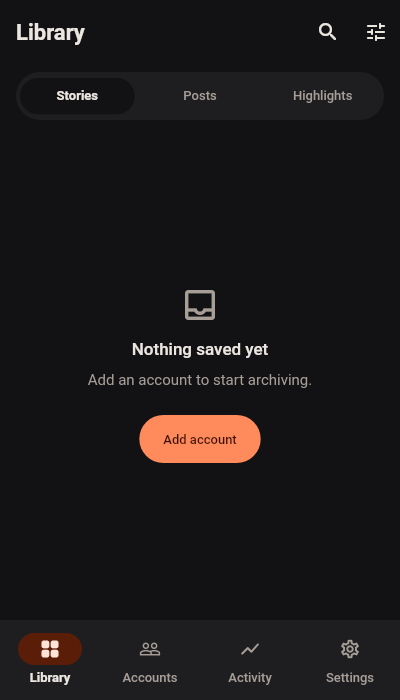 Library
Stories
Posts
Highlights
Nothing saved yet
Add an account to start archiving.
Add account
Library
Accounts
Activity
Settings